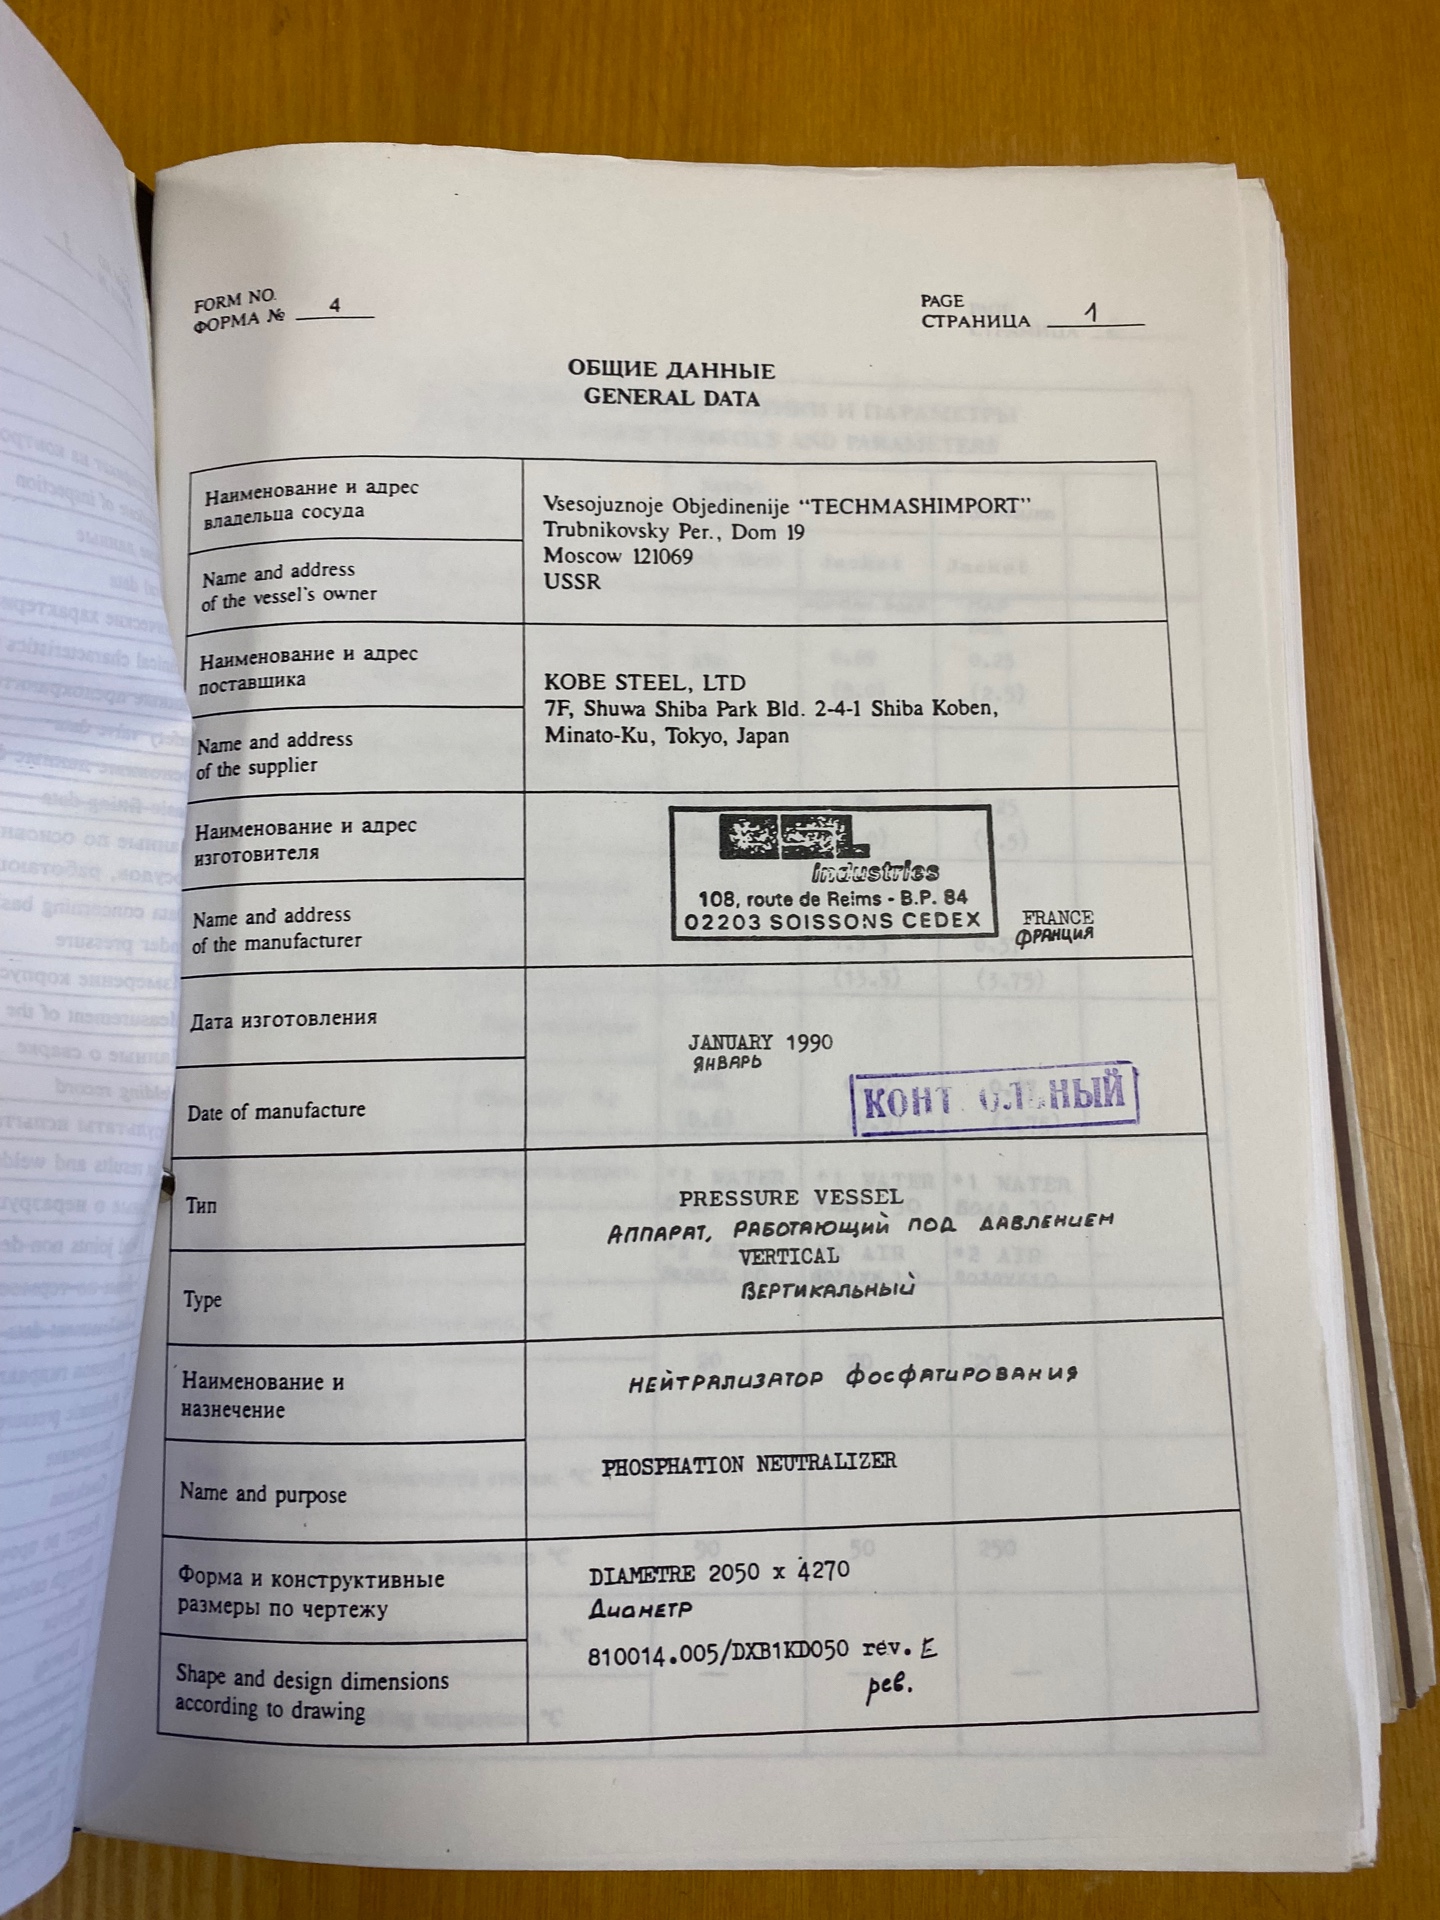 FORM NO.
ФОРМА № 4
PAGE
СТРАНИЦА 1
ОБЩИЕ ДАННЫЕ
GENERAL DATA
Наименование и адрес
владельца сосуда
Name and address
of the vessel's owner
Vsesojuznoje Objedinenije “TECHMASHIMPORT”
Trubnikovsky Per., Dom 19
Moscow 121069
USSR
Наименование и адрес
поставщика
Name and address
of the supplier
KOBE STEEL, LTD
7F, Shuwa Shiba Park Bld. 2-4-1 Shiba Koben,
Minato-Ku, Tokyo, Japan
Наименование и адрес
изготовителя
Name and address
of the manufacturer
industries
108, route de Reims - B.P. 84
02203 SOISSONS CEDEX
FRANCE
ФРАНЦИЯ
Дата изготовления
Date of manufacture
JANUARY 1990
ЯНВАРЬ
Тип
Type
PRESSURE VESSEL
АППАРАТ, РАБОТАЮЩИЙ ПОД ДАВЛЕНИЕМ
VERTICAL
ВЕРТИКАЛЬНЫЙ
Наименование и
назнечение
Name and purpose
НЕЙТРАЛИЗАТОР ФОСФАТИРОВАНИЯ
PHOSPHATION NEUTRALIZER
Форма и конструктивные
размеры по чертежу
Shape and design dimensions
according to drawing
DIAMETRE 2050 x 4270
Диаметр
810014.005/DXB1KD050 rev. E
рев.